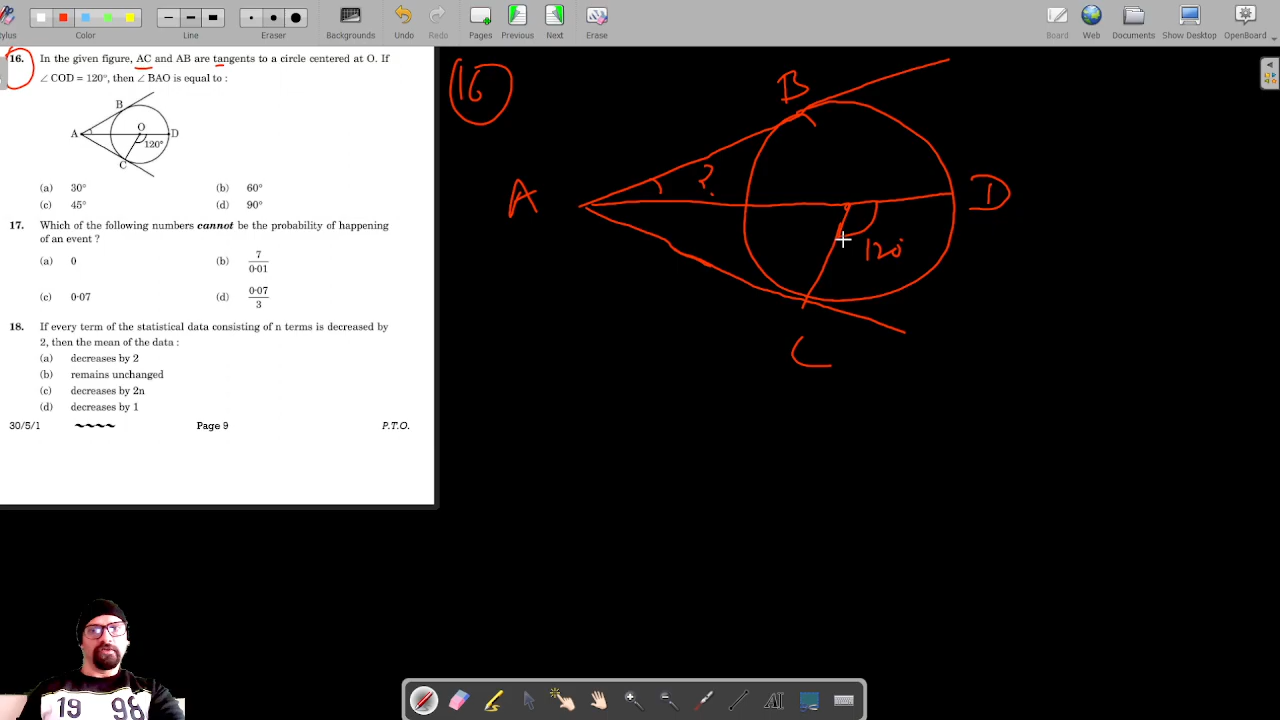 Stylus
Color
Line
Eraser
Backgrounds
Undo
Redo
Pages
Previous
Next
Erase
Board
Web
Documents
Show Desktop
OpenBoard
16. In the given figure, AC and AB are tangents to a circle centered at O. If
∠ COD = 120°, then ∠ BAO is equal to :
B
A
O
D
120°
C
(a) 30° (b) 60°
(c) 45° (d) 90°
17. Which of the following numbers cannot be the probability of happening
of an event ?
(a) 0 (b) 7/0·01
(c) 0·07 (d) 0·07/3
18. If every term of the statistical data consisting of n terms is decreased by
2, then the mean of the data :
(a) decreases by 2
(b) remains unchanged
(c) decreases by 2n
(d) decreases by 1
30/5/1 Page 9 P.T.O.
16
B
A
?
D
120°
C
19 98
AI